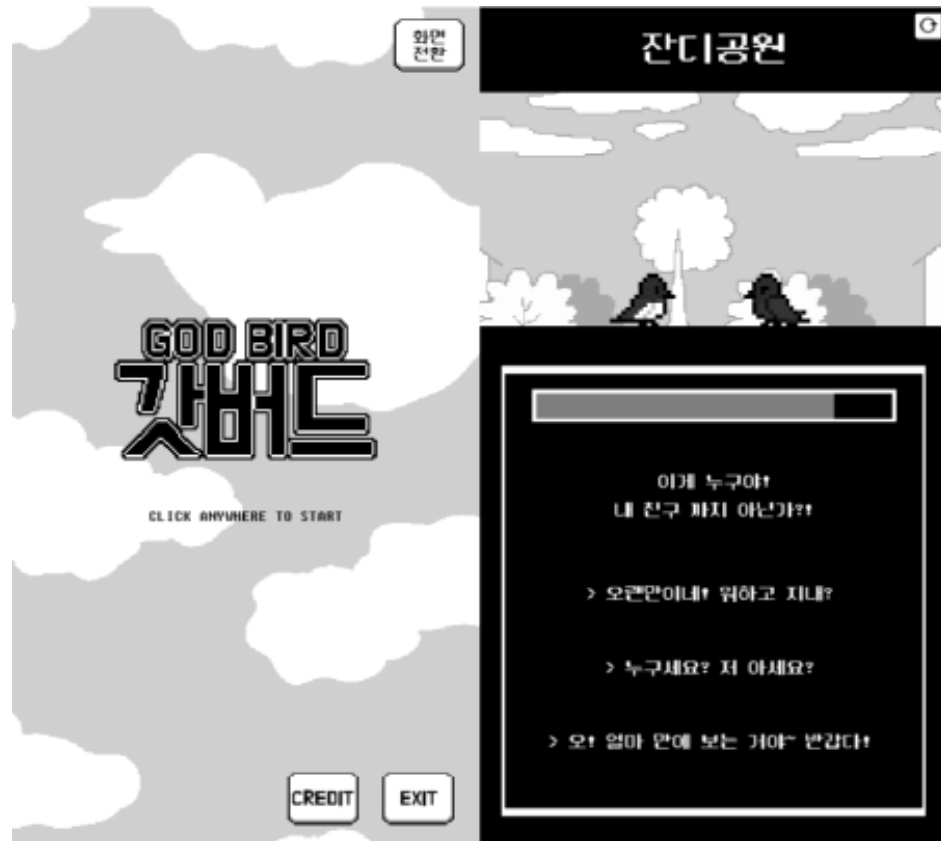 화면
전환
GOD BIRD
갓버드
CLICK ANYWHERE TO START
CREDIT
EXIT
잔디공원
이게 누구야!
내 친구 까치 아닌가?!
> 오랜만이네! 뭐하고 지내?
> 누구세요? 저 아세요?
> 오! 얼마 만에 보는 거야~ 반갑다!